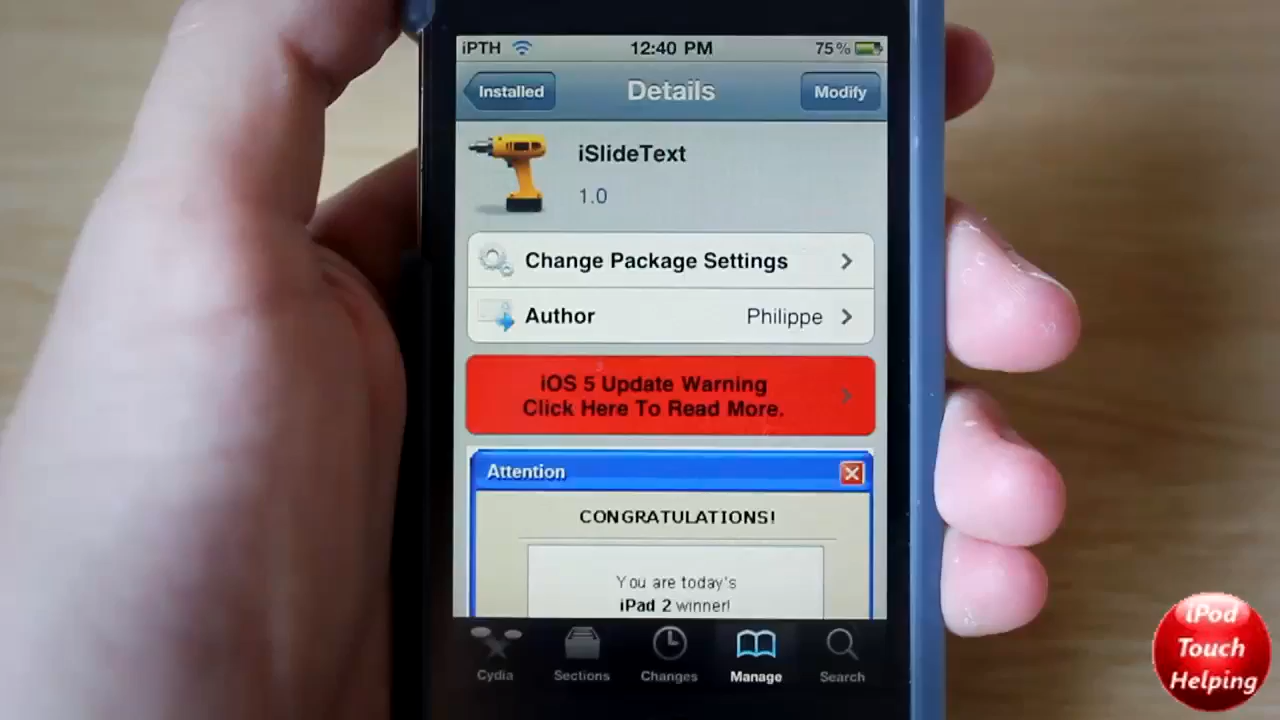 iPTH 12:40 PM 75%
Installed Details Modify
iSlideText
1.0
Change Package Settings
Author Philippe
iOS 5 Update Warning
Click Here To Read More.
Attention
CONGRATULATIONS!
You are today's
iPad 2 winner!
Cydia Sections Changes Manage Search
iPod
Touch
Helping